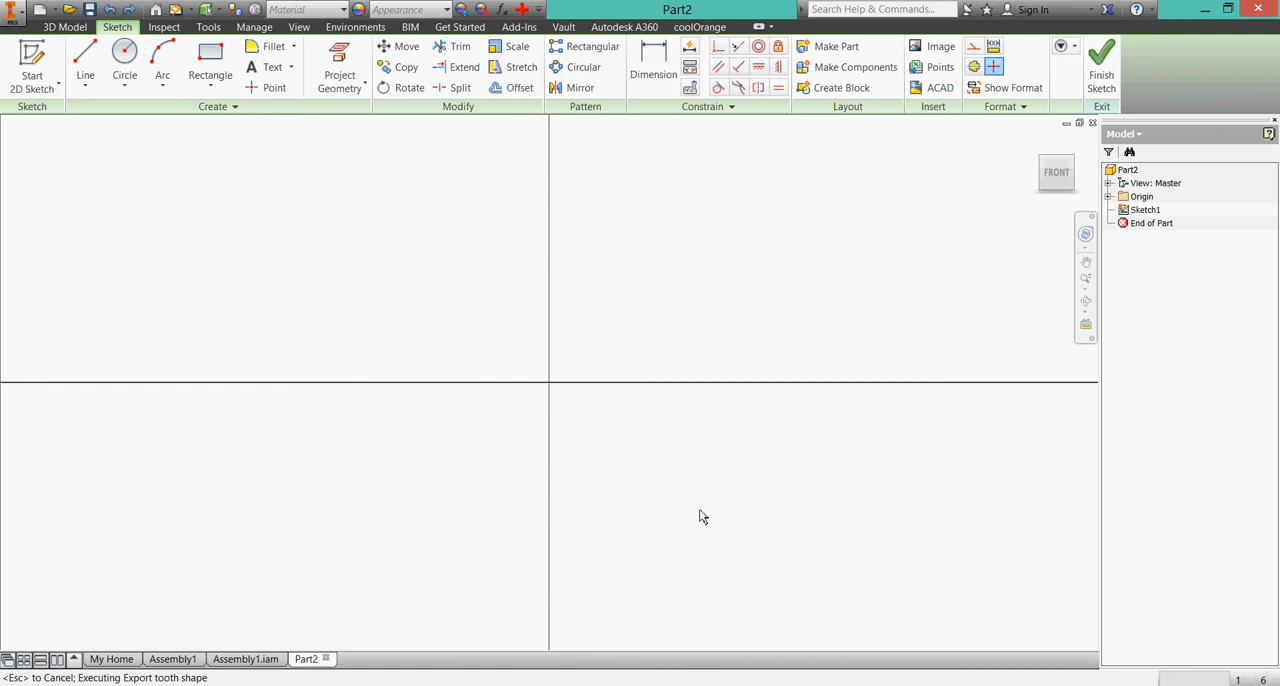 PRO
Material
Appearance
Part2
Search Help & Commands...
Sign In
3D Model Sketch Inspect Tools Manage View Environments BIM Get Started Add-Ins Vault Autodesk A360 coolOrange
Start 2D Sketch
Line
Circle
Arc
Rectangle
Fillet
Text
Point
Project Geometry
Move
Copy
Rotate
Trim
Extend
Split
Scale
Stretch
Offset
Rectangular
Circular
Mirror
Dimension
Make Part
Make Components
Create Block
Image
Points
ACAD
Show Format
Finish Sketch
Sketch Create Modify Pattern Constrain Layout Insert Format Exit
FRONT
Model
Part2
View: Master
Origin
Sketch1
End of Part
My Home Assembly1 Assembly1.iam Part2
<Esc> to Cancel; Executing Export tooth shape
1 6